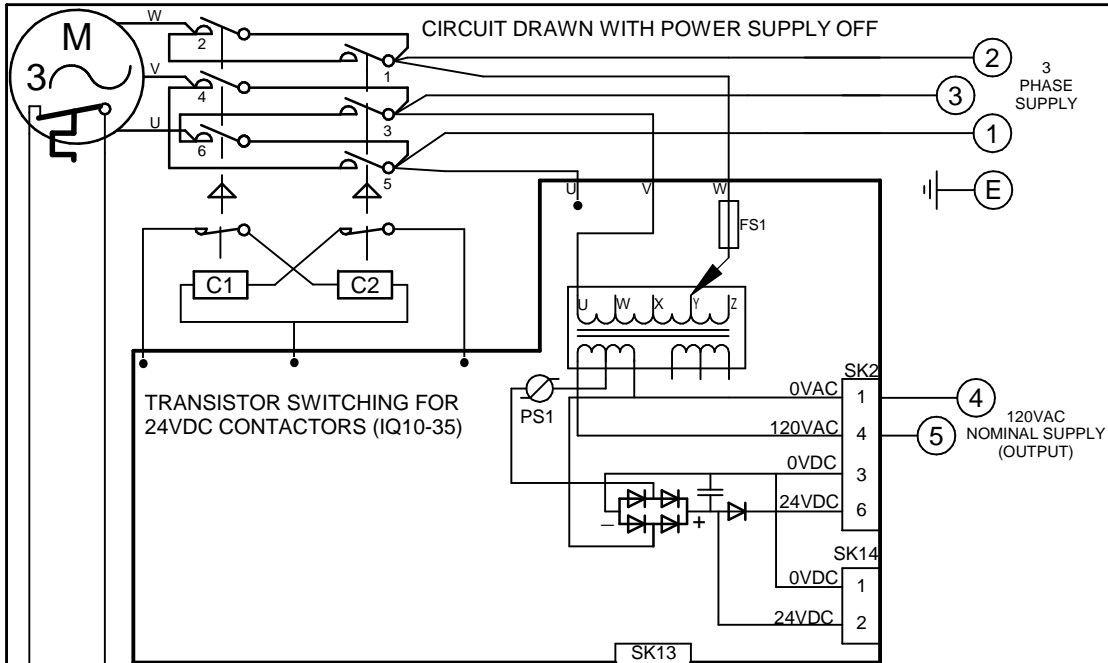 CIRCUIT DRAWN WITH POWER SUPPLY OFF
W
M
3
V
U
2
4
6
1
3
5
2
3
1
E
3
PHASE
SUPPLY
U
V
W
FS1
C1
C2
U
W
X
Y
Z
TRANSISTOR SWITCHING FOR
24VDC CONTACTORS (IQ10-35)
PS1
SK2
0VAC
1
120VAC
4
0VDC
3
24VDC
6
4
5
120VAC
NOMINAL SUPPLY
(OUTPUT)
–
+
SK14
0VDC
1
24VDC
2
SK13